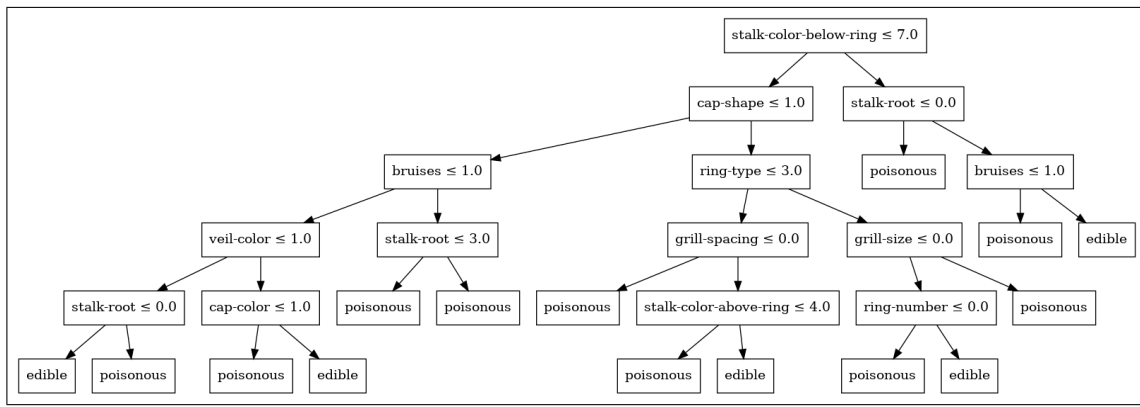 stalk-color-below-ring ≤ 7.0
cap-shape ≤ 1.0
stalk-root ≤ 0.0
bruises ≤ 1.0
ring-type ≤ 3.0
poisonous
bruises ≤ 1.0
veil-color ≤ 1.0
stalk-root ≤ 3.0
grill-spacing ≤ 0.0
grill-size ≤ 0.0
poisonous
edible
stalk-root ≤ 0.0
cap-color ≤ 1.0
poisonous
poisonous
poisonous
stalk-color-above-ring ≤ 4.0
ring-number ≤ 0.0
poisonous
edible
poisonous
poisonous
edible
poisonous
edible
poisonous
edible